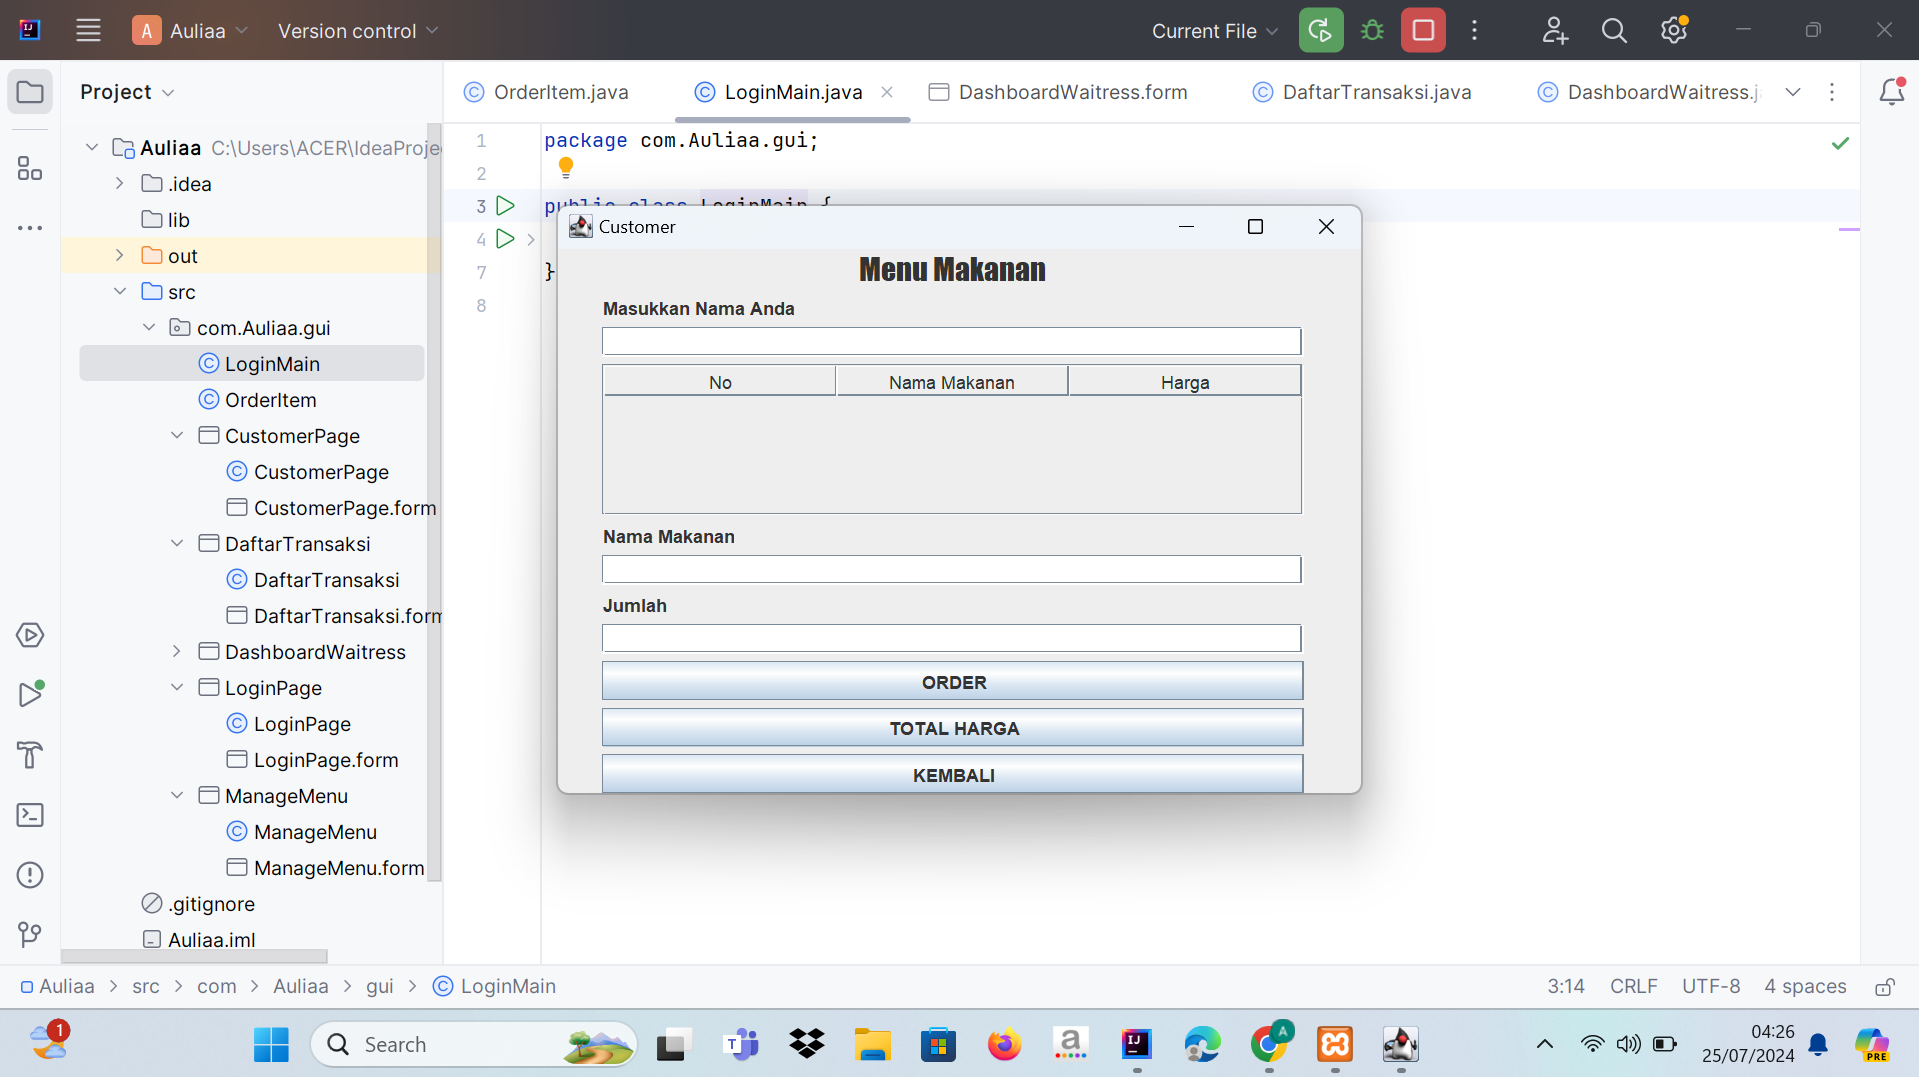 A Auliaa Version control Current File
Project
OrderItem.java LoginMain.java DashboardWaitress.form DaftarTransaksi.java DashboardWaitress.j
Auliaa C:\Users\ACER\IdeaProje
.idea
lib
out
src
com.Auliaa.gui
LoginMain
OrderItem
CustomerPage
CustomerPage
CustomerPage.form
DaftarTransaksi
DaftarTransaksi
DaftarTransaksi.form
DashboardWaitress
LoginPage
LoginPage
LoginPage.form
ManageMenu
ManageMenu
ManageMenu.form
.gitignore
Auliaa.iml
1 package com.Auliaa.gui;
2
3 public class LoginMain {
4
7 }
8
Customer
Menu Makanan
Masukkan Nama Anda
No Nama Makanan Harga
Nama Makanan
Jumlah
ORDER
TOTAL HARGA
KEMBALI
Auliaa > src > com > Auliaa > gui > LoginMain 3:14 CRLF UTF-8 4 spaces
1 Search 04:26
25/07/2024
PRE